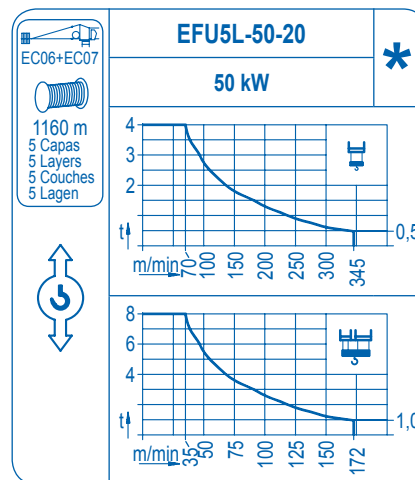 EC06+EC07
1160 m
5 Capas
5 Layers
5 Couches
5 Lagen
EFU5L-50-20
*
50 kW
4
3
2
t
0,5
m/min
70
100
150
200
250
300
345
8
6
4
t
1,0
m/min
35
50
75
100
125
150
172